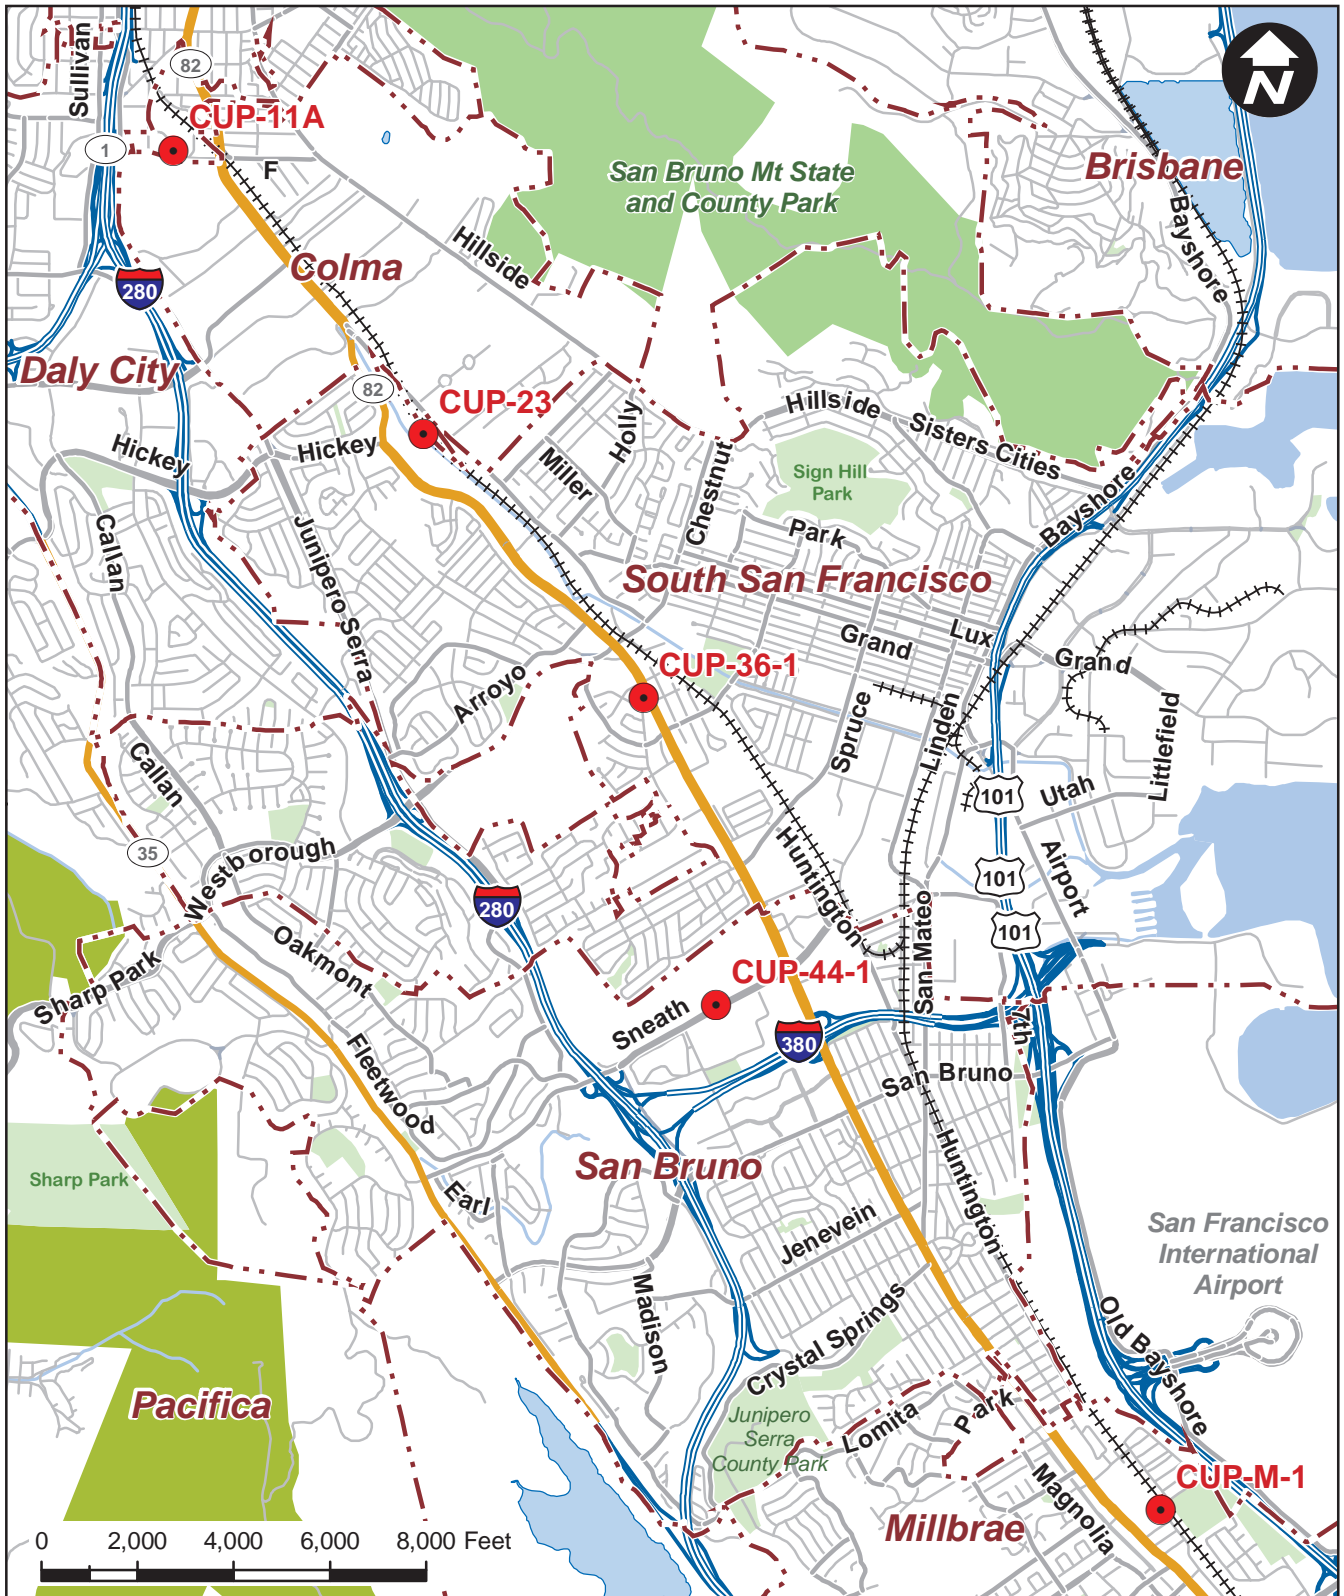 Sullivan
82
N
CUP-11A
1
F
San Bruno Mt State
and County Park
Brisbane
Bayshore
Hillside
Colma
280
Daly City
82
CUP-23
Hickey
Hickey
Holly
Miller
Hillside
Sisters Cities
Chestnut
Sign Hill
Park
Bayshore
Callan
Junipero Serra
Park
South San Francisco
Lux
Grand
Grand
CUP-36-1
Arroyo
Spruce
Linden
Littlefield
Callan
101
Utah
35
Westborough
Huntington
101
Airport
280
101
Oakmont
San Mateo
Sharp Park
CUP-44-1
Sneath
380
7th
Fleetwood
San Bruno
Sharp Park
San Bruno
Huntington
Earl
Jenevein
San Francisco
International
Airport
Madison
Crystal Springs
Old Bayshore
Pacifica
Junipero
Serra
County Park
Lomita
Park
CUP-M-1
Magnolia
Millbrae
0 2,000 4,000 6,000 8,000 Feet